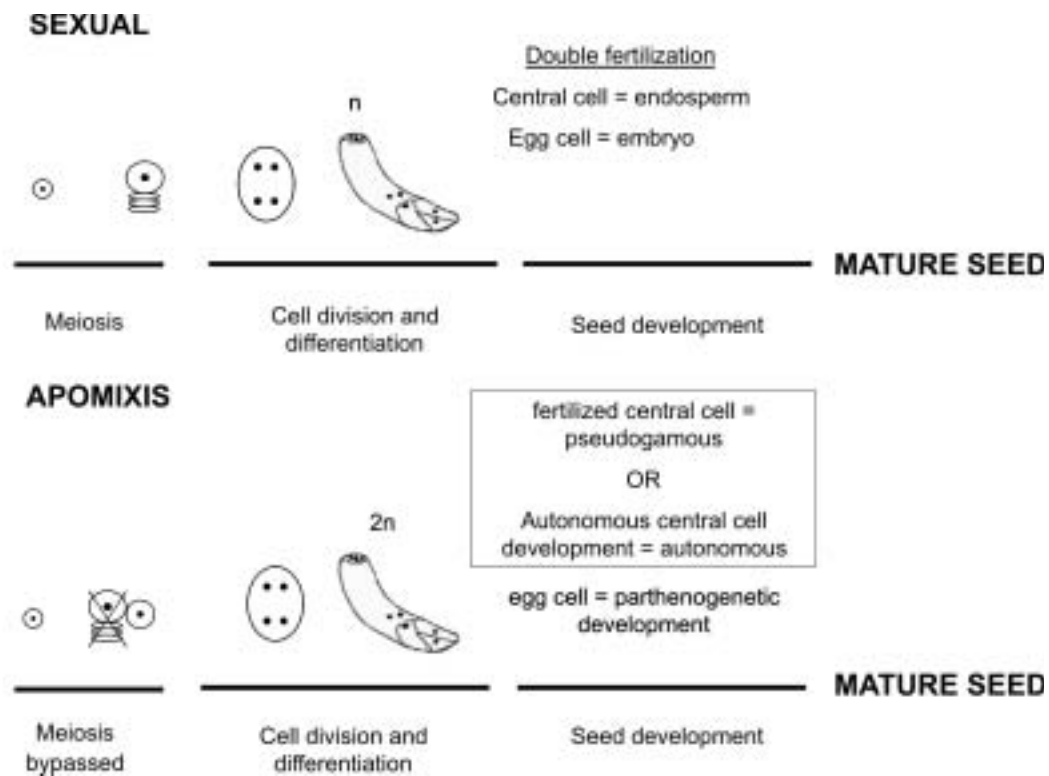 SEXUAL
Double fertilization
Central cell = endosperm
Egg cell = embryo
n
MATURE SEED
Meiosis
Cell division and
differentiation
Seed development
APOMIXIS
fertilized central cell =
pseudogamous
OR
Autonomous central cell
development = autonomous
2n
egg cell = parthenogenetic
development
MATURE SEED
Meiosis
bypassed
Cell division and
differentiation
Seed development